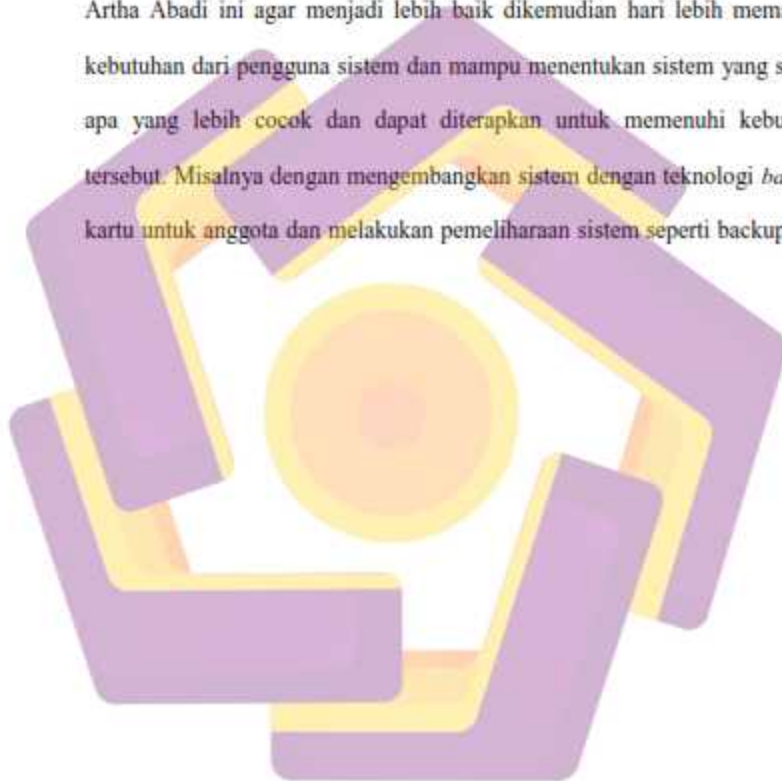 Artha Abadi ini agar menjadi lebih baik dikemudian hari lebih mem
kebutuhan dari pengguna sistem dan mampu menentukan sistem yang s
apa yang lebih cocok dan dapat diterapkan untuk memenuhi kebu
tersebut. Misalnya dengan mengembangkan sistem dengan teknologi ba
kartu untuk anggota dan melakukan pemeliharaan sistem seperti backup